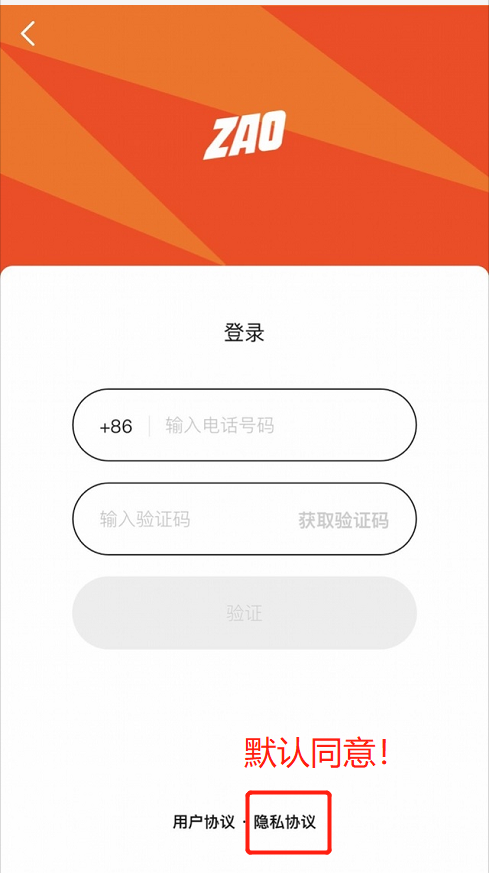 ZAO
登录
+86 输入电话号码
输入验证码 获取验证码
验证
默认同意！
用户协议 · 隐私协议